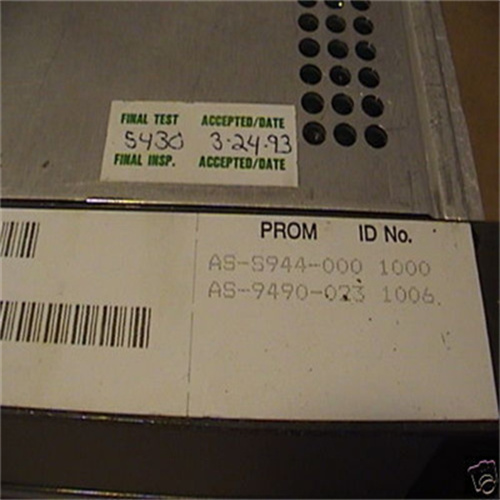 FINAL TEST ACCEPTED/DATE
5430 3-24-93
FINAL INSP. ACCEPTED/DATE
PROM ID No.
AS-S944-000 1000
AS-9490-023 1006